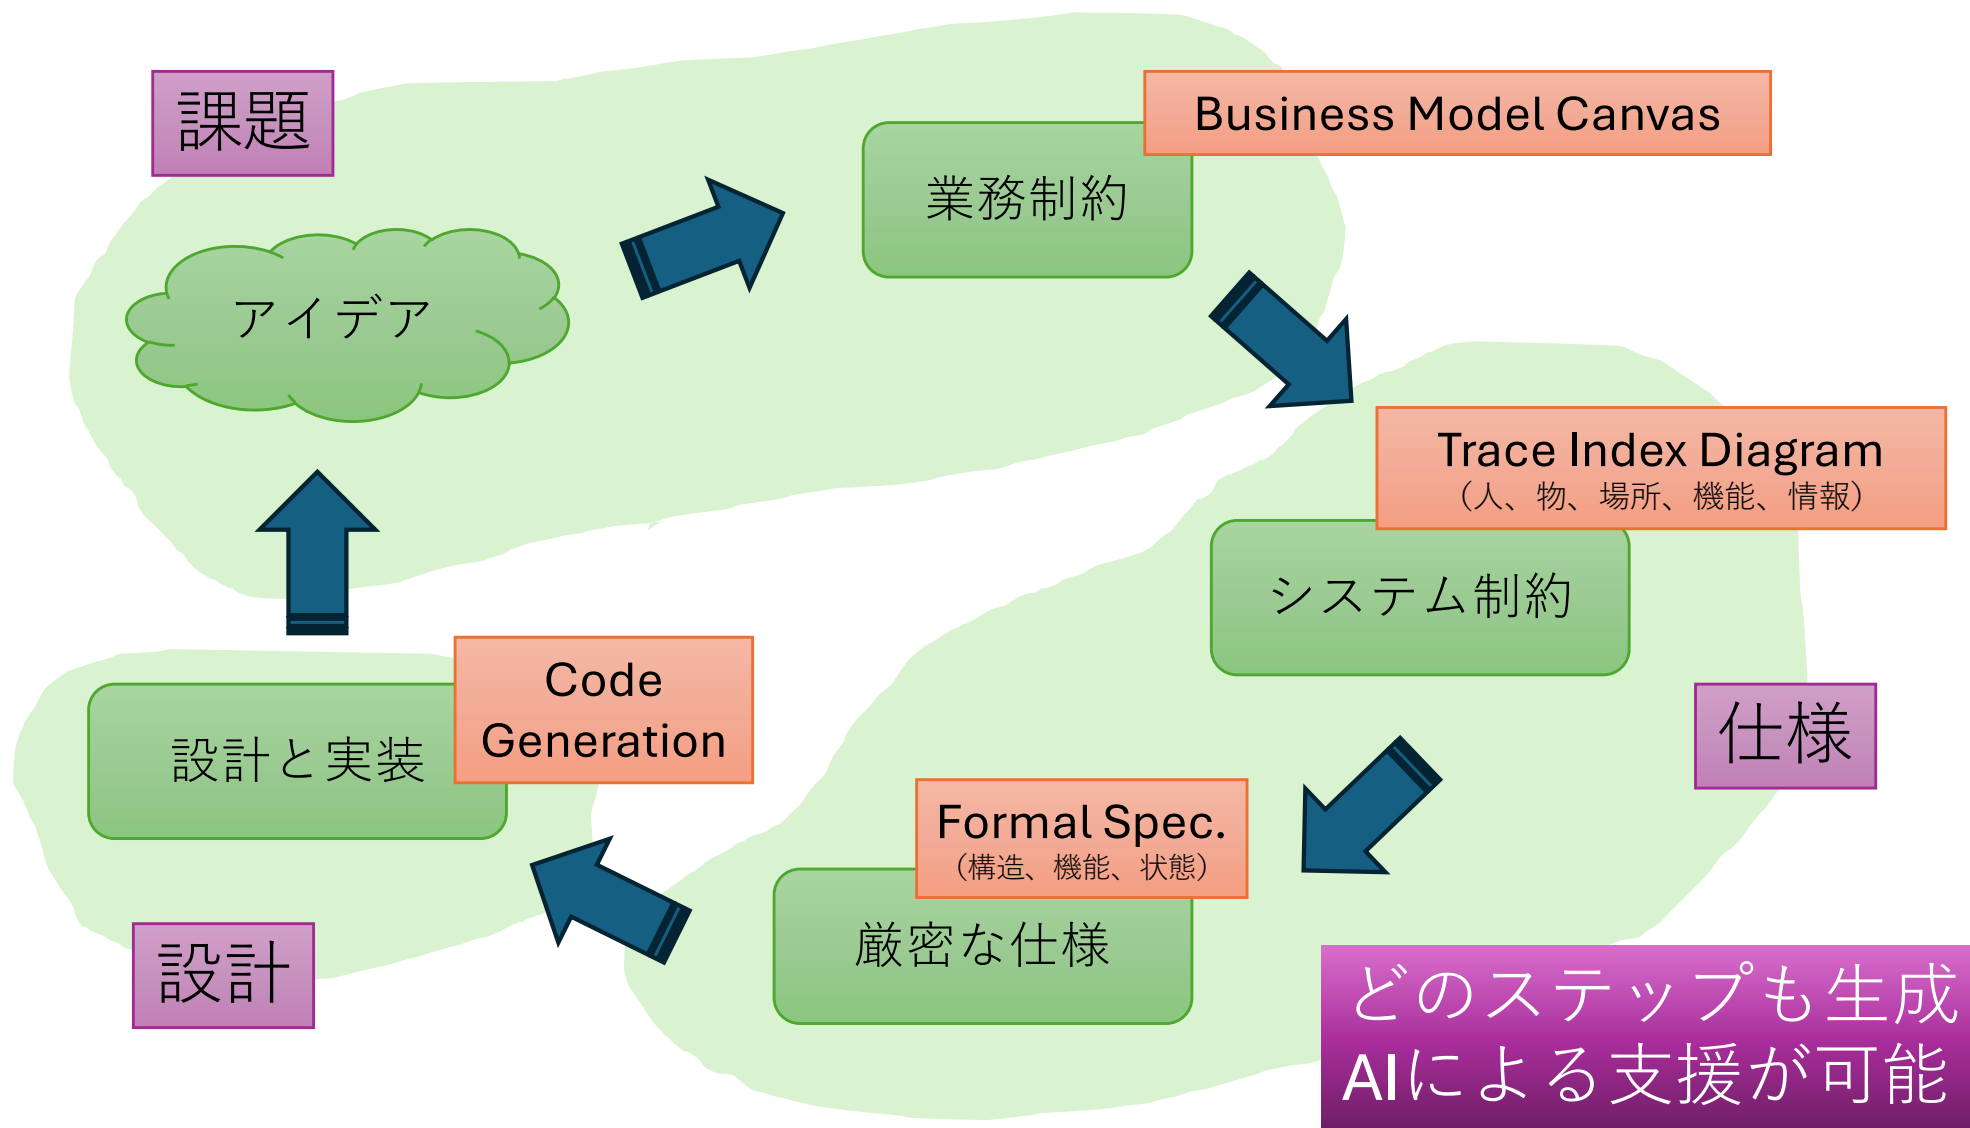 課題
Business Model Canvas
業務制約
アイデア
Trace Index Diagram
（人、物、場所、機能、情報）
システム制約
仕様
Code
Generation
設計と実装
Formal Spec.
（構造、機能、状態）
厳密な仕様
設計
どのステップも生成
AIによる支援が可能